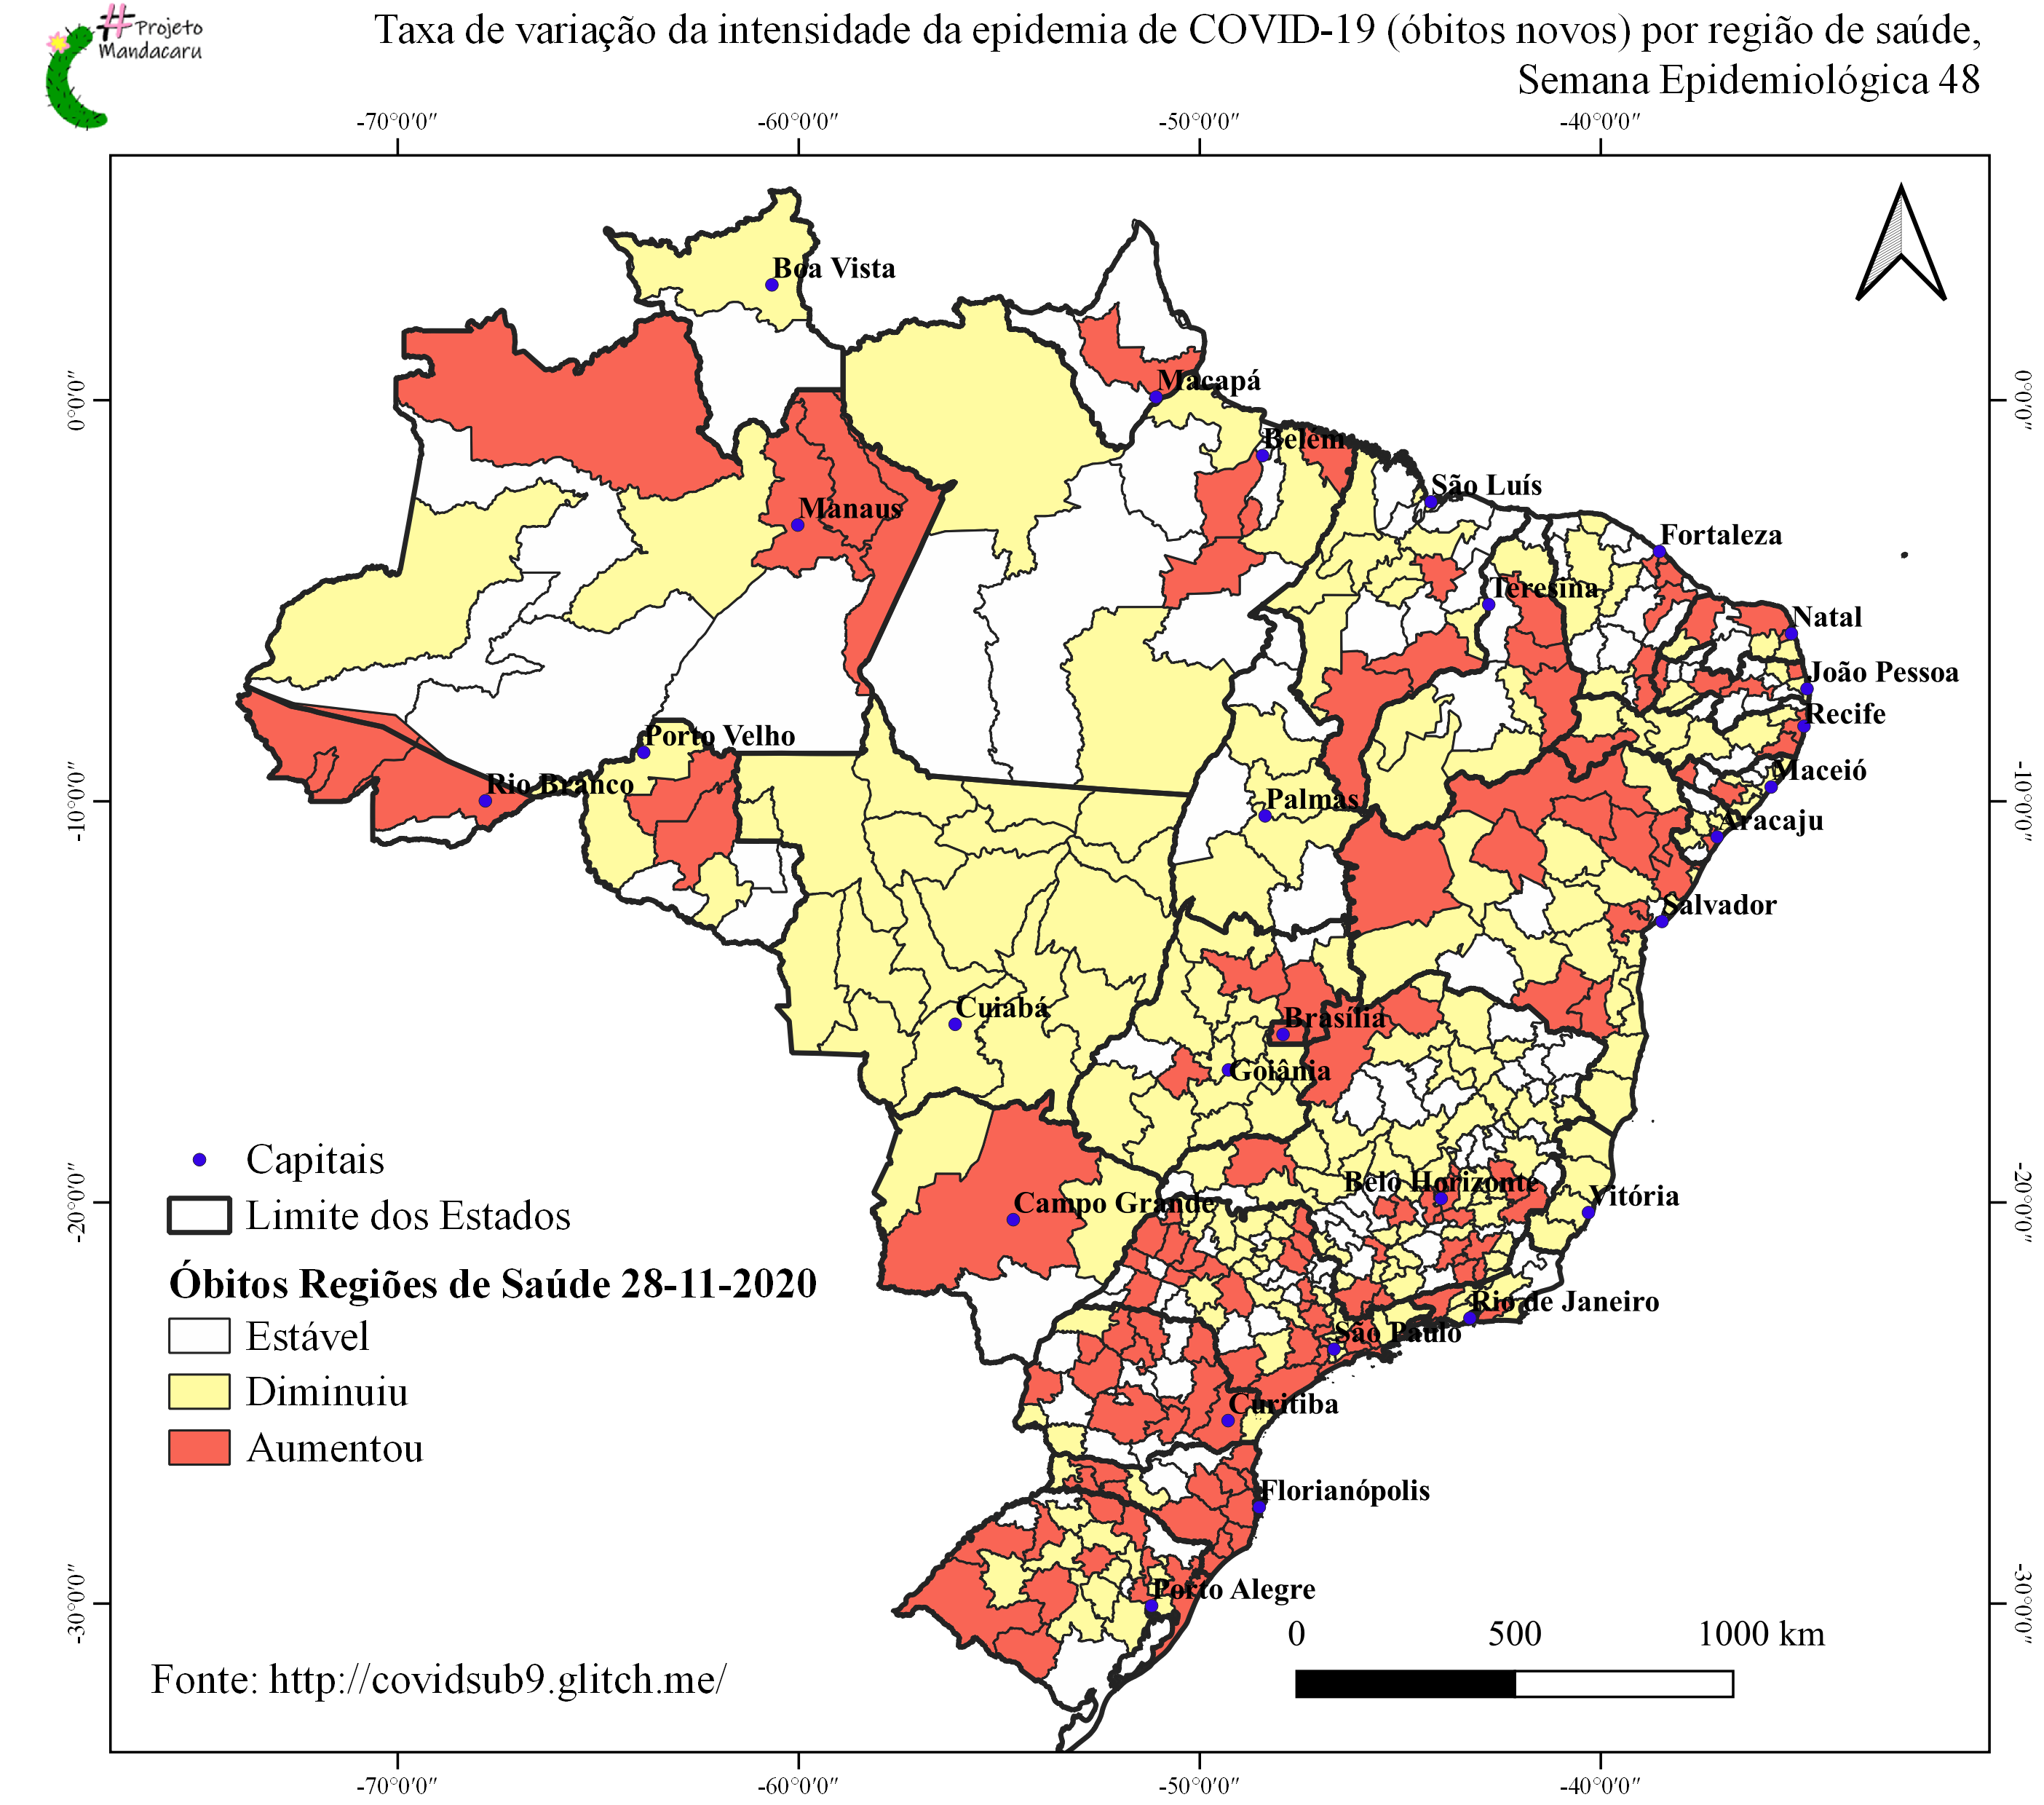 # Projeto
Mandacaru
Taxa de variação da intensidade da epidemia de COVID-19 (óbitos novos) por região de saúde,
Semana Epidemiológica 48
-70°0′0″ -60°0′0″ -50°0′0″ -40°0′0″
Boa Vista
0°0′0″ 0°0′0″
Macapá
Belém
São Luís
Manaus
Fortaleza
Teresina
Natal
João Pessoa
Recife
Porto Velho
Maceió
Rio Branco
Palmas
-10°0′0″ -10°0′0″
Aracaju
Salvador
Cuiabá
Brasília
Goiânia
Capitais
Belo Horizonte
Vitória
Campo Grande
-20°0′0″ -20°0′0″
Limite dos Estados
Óbitos Regiões de Saúde 28-11-2020
Rio de Janeiro
Estável
São Paulo
Diminuiu
Curitiba
Aumentou
Florianópolis
Porto Alegre
-30°0′0″ -30°0′0″
0 500 1000 km
Fonte: http://covidsub9.glitch.me/
-70°0′0″ -60°0′0″ -50°0′0″ -40°0′0″